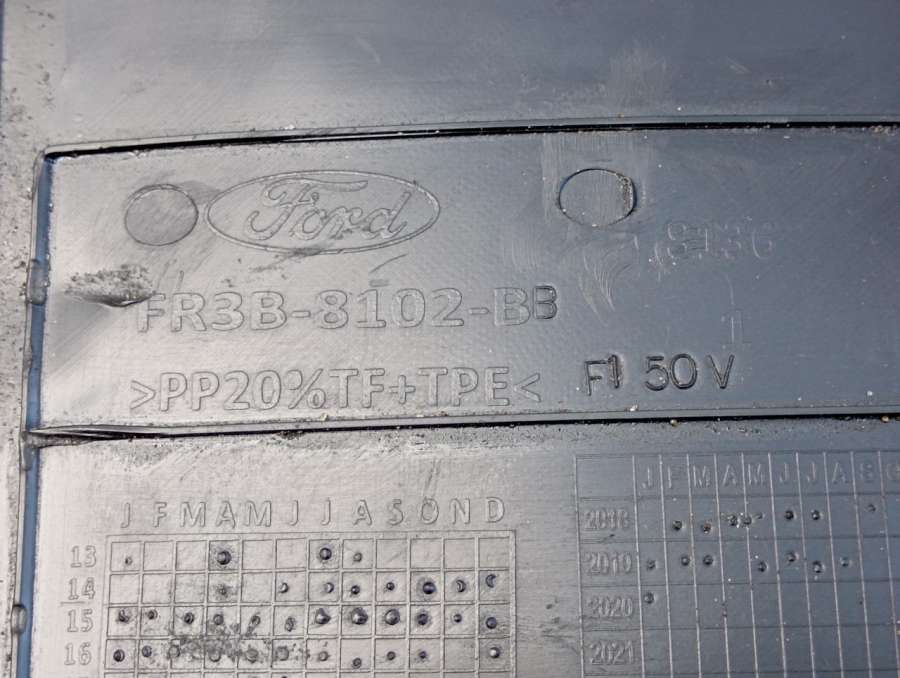 Ford
FR3B-8102-BB
>PP20%TF+TPE< F1 50V
J F M A M J J A S O N D
13
14
15
16
J F M A M J J A S O
2018
2019
2020
2021